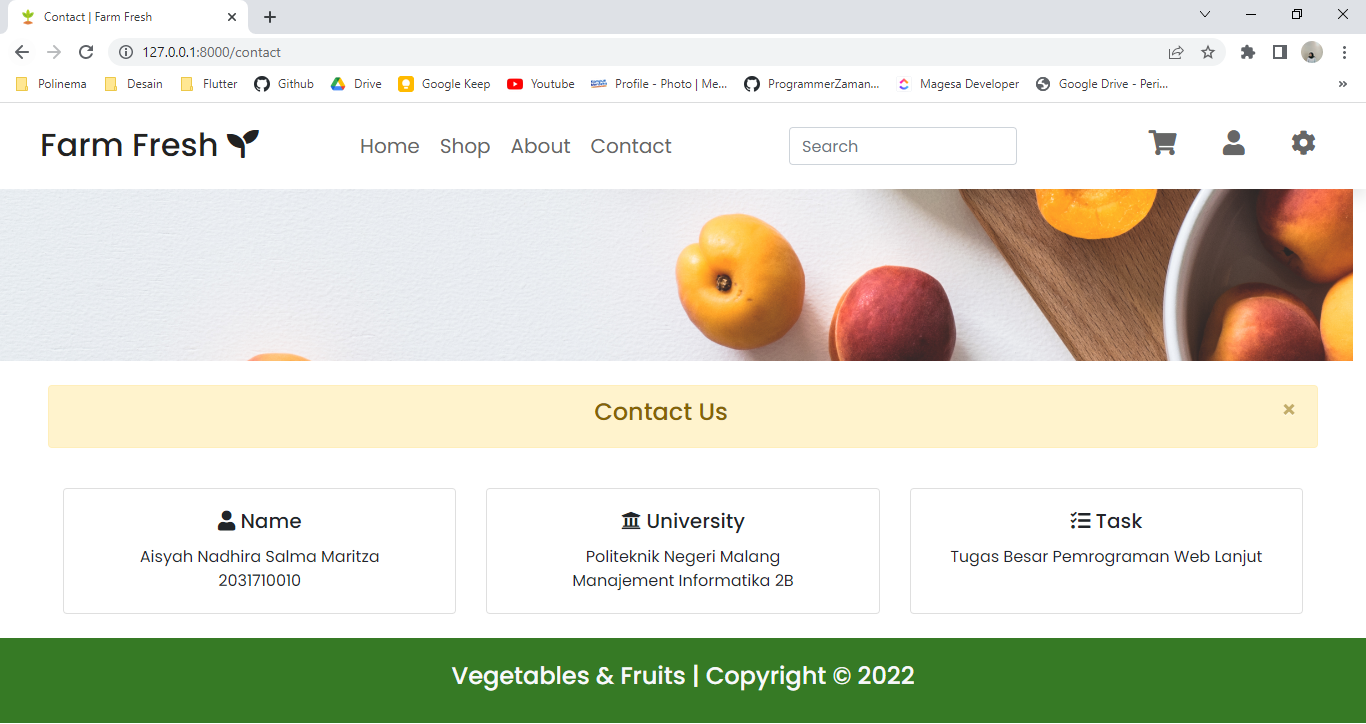 Contact | Farm Fresh
127.0.0.1:8000/contact
Polinema Desain Flutter Github Drive Google Keep Youtube Profile - Photo | Me... ProgrammerZaman... Magesa Developer Google Drive - Peri... »
Farm Fresh Home Shop About Contact Search
Contact Us ×
Name
Aisyah Nadhira Salma Maritza
2031710010
University
Politeknik Negeri Malang
Manajement Informatika 2B
Task
Tugas Besar Pemrograman Web Lanjut
Vegetables & Fruits | Copyright © 2022